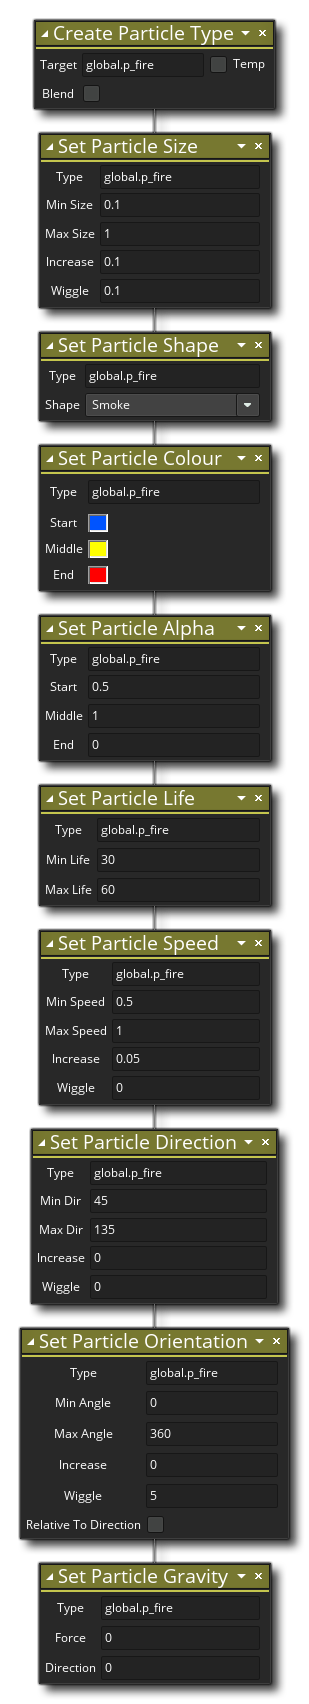 Create Particle Type
Target global.p_fire Temp
Blend
Set Particle Size
Type global.p_fire
Min Size 0.1
Max Size 1
Increase 0.1
Wiggle 0.1
Set Particle Shape
Type global.p_fire
Shape Smoke
Set Particle Colour
Type global.p_fire
Start
Middle
End
Set Particle Alpha
Type global.p_fire
Start 0.5
Middle 1
End 0
Set Particle Life
Type global.p_fire
Min Life 30
Max Life 60
Set Particle Speed
Type global.p_fire
Min Speed 0.5
Max Speed 1
Increase 0.05
Wiggle 0
Set Particle Direction
Type global.p_fire
Min Dir 45
Max Dir 135
Increase 0
Wiggle 0
Set Particle Orientation
Type global.p_fire
Min Angle 0
Max Angle 360
Increase 0
Wiggle 5
Relative To Direction
Set Particle Gravity
Type global.p_fire
Force 0
Direction 0